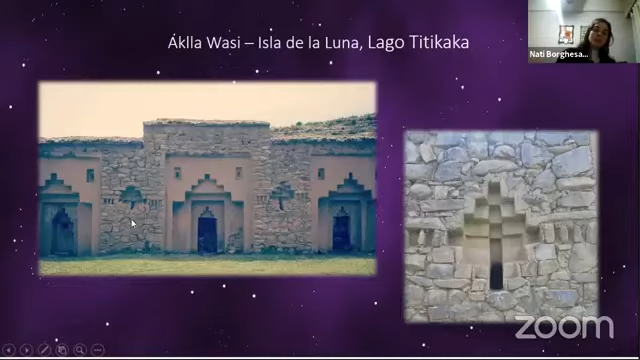 Áklla Wasi – Isla de la Luna, Lago Titikaka
Nati Borghesa...
zoom